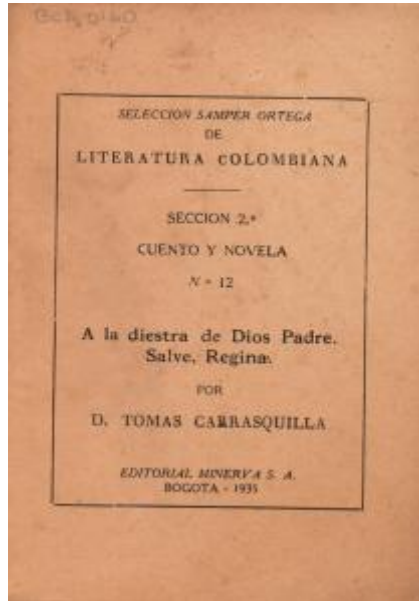 SELECCION SAMPER ORTEGA
DE
LITERATURA COLOMBIANA
SECCION 2.ª
CUENTO Y NOVELA
Nº 12
A la diestra de Dios Padre.
Salve, Reginæ.
POR
D. TOMAS CARRASQUILLA
EDITORIAL MINERVA S. A.
BOGOTA - 1935